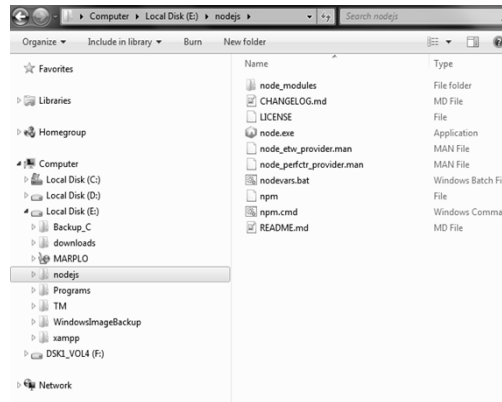 Computer ▸ Local Disk (E:) ▸ nodejs ▸
Search nodejs
Organize ▾ Include in library ▾ Burn New folder
Favorites
Libraries
Homegroup
Computer
Local Disk (C:)
Local Disk (D:)
Local Disk (E:)
Backup_C
downloads
MARPLO
nodejs
Programs
TM
WindowsImageBackup
xampp
DSK1_VOL4 (F:)
Network
Name Type
node_modules File folder
CHANGELOG.md MD File
LICENSE File
node.exe Application
node_etw_provider.man MAN File
node_perfctr_provider.man MAN File
nodevars.bat Windows Batch Fi
npm File
npm.cmd Windows Comma
README.md MD File